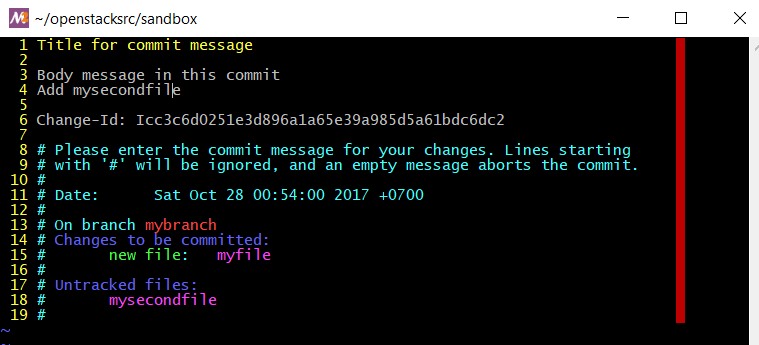 ~/openstacksrc/sandbox
1 Title for commit message
2
3 Body message in this commit
4 Add mysecondfile
5
6 Change-Id: Icc3c6d0251e3d896a1a65e39a985d5a61bdc6dc2
7
8 # Please enter the commit message for your changes. Lines starting
9 # with '#' will be ignored, and an empty message aborts the commit.
10 #
11 # Date:      Sat Oct 28 00:54:00 2017 +0700
12 #
13 # On branch mybranch
14 # Changes to be committed:
15 #       new file:   myfile
16 #
17 # Untracked files:
18 #       mysecondfile
19 #
~
~